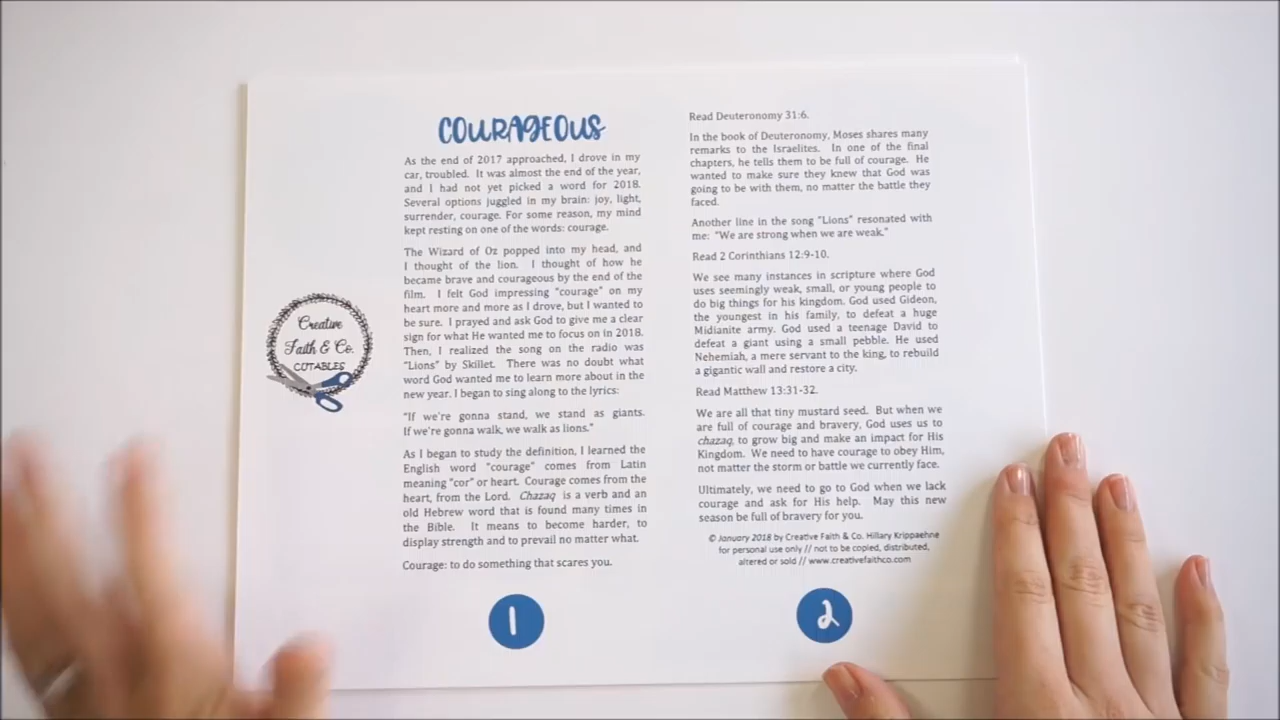 Creative
Faith & Co.
CUTABLES
COURAGEOUS
As the end of 2017 approached, I drove in my
car, troubled. It was almost the end of the year,
and I had not yet picked a word for 2018.
Several options juggled in my brain: joy, light,
surrender, courage. For some reason, my mind
kept resting on one of the words: courage.
The Wizard of Oz popped into my head, and
I thought of the lion. I thought of how he
became brave and courageous by the end of the
film. I felt God impressing "courage" on my
heart more and more as I drove, but I wanted to
be sure. I prayed and ask God to give me a clear
sign for what He wanted me to focus on in 2018.
Then, I realized the song on the radio was
"Lions" by Skillet. There was no doubt what
word God wanted me to learn more about in the
new year. I began to sing along to the lyrics:
"If we're gonna stand, we stand as giants.
If we're gonna walk, we walk as lions."
As I began to study the definition, I learned the
English word "courage" comes from Latin
meaning "cor" or heart. Courage comes from the
heart, from the Lord. Chazaq is a verb and an
old Hebrew word that is found many times in
the Bible. It means to become harder, to
display strength and to prevail no matter what.
Courage: to do something that scares you.
1
Read Deuteronomy 31:6.
In the book of Deuteronomy, Moses shares many
remarks to the Israelites. In one of the final
chapters, he tells them to be full of courage. He
wanted to make sure they knew that God was
going to be with them, no matter the battle they
faced.
Another line in the song "Lions" resonated with
me: "We are strong when we are weak."
Read 2 Corinthians 12:9-10.
We see many instances in scripture where God
uses seemingly weak, small, or young people to
do big things for his kingdom. God used Gideon,
the youngest in his family, to defeat a huge
Midianite army. God used a teenage David to
defeat a giant using a small pebble. He used
Nehemiah, a mere servant to the king, to rebuild
a gigantic wall and restore a city.
Read Matthew 13:31-32.
We are all that tiny mustard seed. But when we
are full of courage and bravery, God uses us to
chazaq, to grow big and make an impact for His
Kingdom. We need to have courage to obey Him,
not matter the storm or battle we currently face.
Ultimately, we need to go to God when we lack
courage and ask for His help. May this new
season be full of bravery for you.
© January 2018 by Creative Faith & Co. Hillary Krippaehne
for personal use only // not to be copied, distributed,
altered or sold // www.creativefaithco.com
2